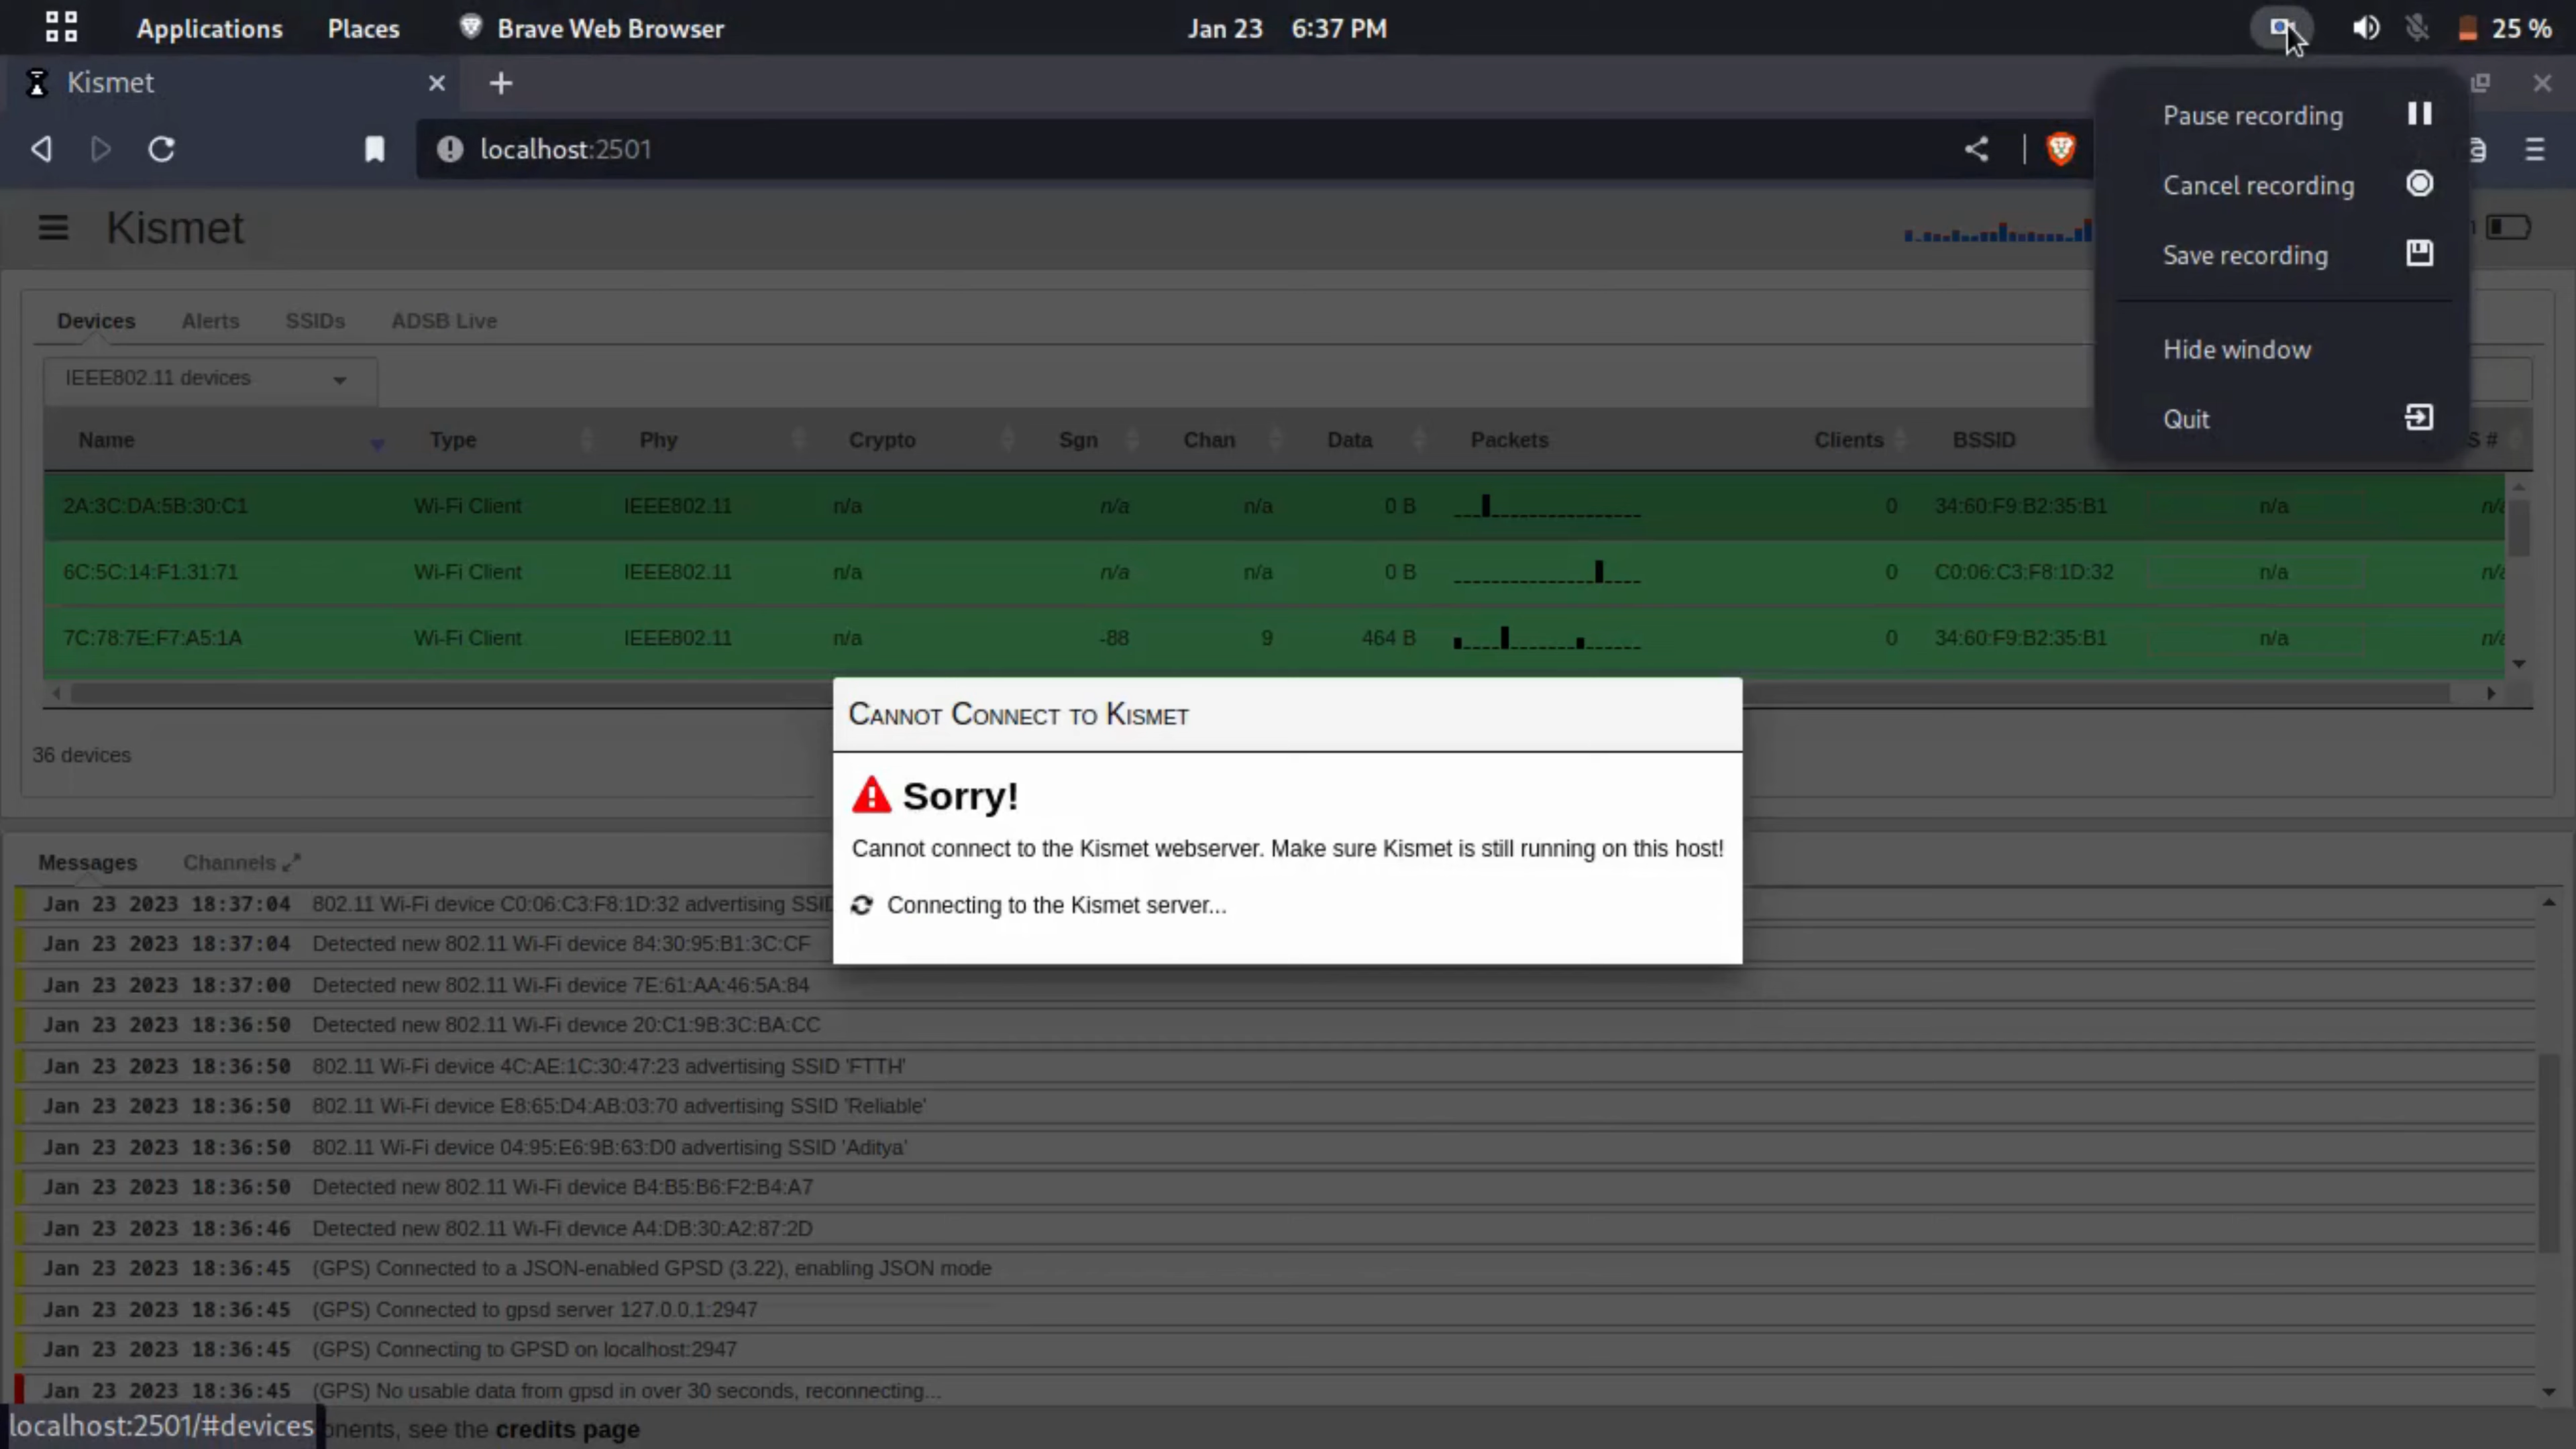 Applications Places Brave Web Browser Jan 23 6:37 PM 25 %
Kismet
localhost:2501
Pause recording
Cancel recording
Save recording
Hide window
Quit
Kismet
Devices Alerts SSIDs ADSB Live
IEEE802.11 devices
Name Type Phy Crypto Sgn Chan Data Packets Clients BSSID S #
2A:3C:DA:5B:30:C1 Wi-Fi Client IEEE802.11 n/a n/a n/a 0 B 0 34:60:F9:B2:35:B1 n/a n/a
6C:5C:14:F1:31:71 Wi-Fi Client IEEE802.11 n/a n/a n/a 0 B 0 C0:06:C3:F8:1D:32 n/a n/a
7C:78:7E:F7:A5:1A Wi-Fi Client IEEE802.11 n/a -88 9 464 B 0 34:60:F9:B2:35:B1 n/a n/a
36 devices
Cannot Connect to Kismet
Sorry!
Cannot connect to the Kismet webserver. Make sure Kismet is still running on this host!
Connecting to the Kismet server...
Messages Channels
Jan 23 2023 18:37:04 802.11 Wi-Fi device C0:06:C3:F8:1D:32 advertising SSID
Jan 23 2023 18:37:04 Detected new 802.11 Wi-Fi device 84:30:95:B1:3C:CF
Jan 23 2023 18:37:00 Detected new 802.11 Wi-Fi device 7E:61:AA:46:5A:84
Jan 23 2023 18:36:50 Detected new 802.11 Wi-Fi device 20:C1:9B:3C:BA:CC
Jan 23 2023 18:36:50 802.11 Wi-Fi device 4C:AE:1C:30:47:23 advertising SSID 'FTTH'
Jan 23 2023 18:36:50 802.11 Wi-Fi device E8:65:D4:AB:03:70 advertising SSID 'Reliable'
Jan 23 2023 18:36:50 802.11 Wi-Fi device 04:95:E6:9B:63:D0 advertising SSID 'Aditya'
Jan 23 2023 18:36:50 Detected new 802.11 Wi-Fi device B4:B5:B6:F2:B4:A7
Jan 23 2023 18:36:46 Detected new 802.11 Wi-Fi device A4:DB:30:A2:87:2D
Jan 23 2023 18:36:45 (GPS) Connected to a JSON-enabled GPSD (3.22), enabling JSON mode
Jan 23 2023 18:36:45 (GPS) Connected to gpsd server 127.0.0.1:2947
Jan 23 2023 18:36:45 (GPS) Connecting to GPSD on localhost:2947
Jan 23 2023 18:36:45 (GPS) No usable data from gpsd in over 30 seconds, reconnecting...
localhost:2501/#devices onents, see the credits page